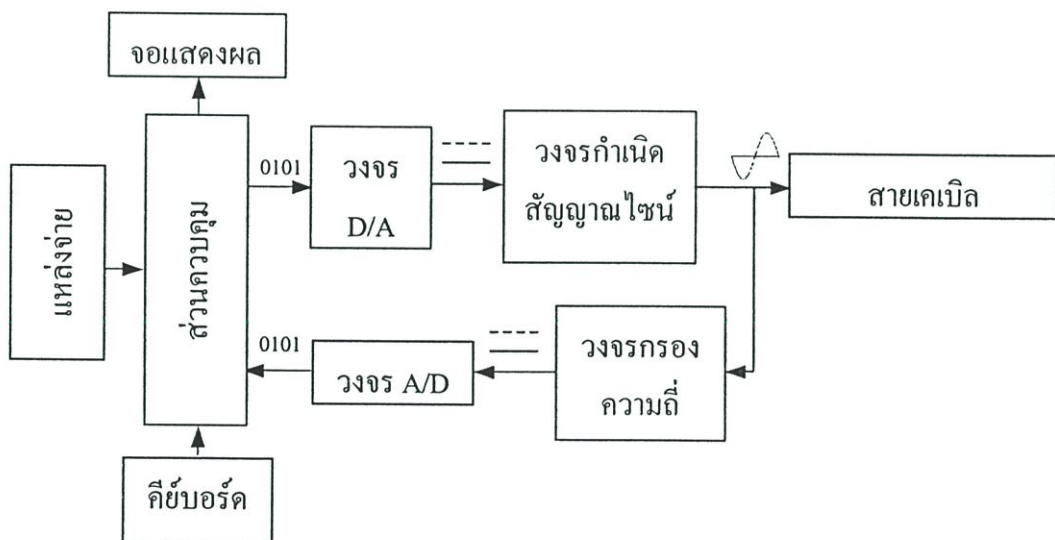 จอแสดงผล
0101
วงจร
D/A
วงจรกำเนิด
สัญญาณไซน์
สายเคเบิล
แหล่งจ่าย
ส่วนควบคุม
0101
วงจร A/D
วงจรกรอง
ความถี่
คีย์บอร์ด